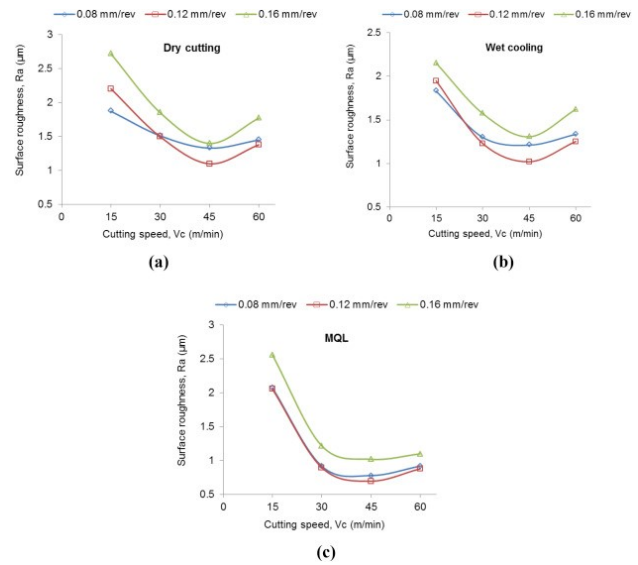 0.08 mm/rev 0.12 mm/rev 0.16 mm/rev
Dry cutting
Surface roughness, Ra (µm)
3
2.5
2
1.5
1
0.5
0 15 30 45 60
Cutting speed, Vc (m/min)
(a)
0.08 mm/rev 0.12 mm/rev 0.16 mm/rev
Wet cooling
Surface roughness, Ra (µm)
2.5
2
1.5
1
0.5
0 15 30 45 60
Cutting speed, Vc (m/min)
(b)
0.08 mm/rev 0.12 mm/rev 0.16 mm/rev
MQL
Surface roughness, Ra (µm)
3
2.5
2
1.5
1
0.5
0 15 30 45 60
Cutting speed, Vc (m/min)
(c)